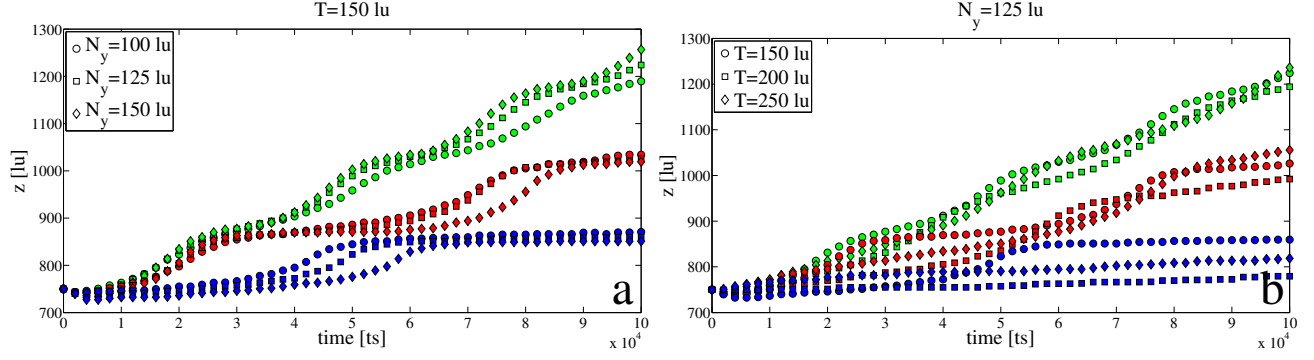 T=150 lu
1300
1200
1100
1000
900
800
700
z [lu]
N_y=100 lu
N_y=125 lu
N_y=150 lu
a
0 1 2 3 4 5 6 7 8 9 10
time [ts]
x 10^4
N_y=125 lu
1300
1200
1100
1000
900
800
700
z [lu]
T=150 lu
T=200 lu
T=250 lu
b
0 1 2 3 4 5 6 7 8 9 10
time [ts]
x 10^4